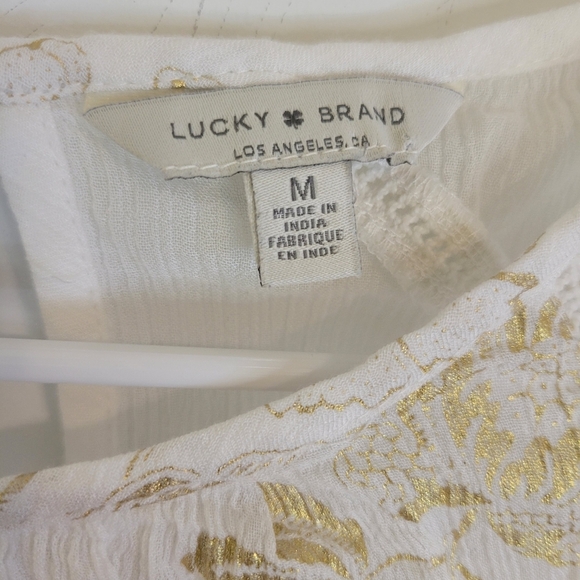 LUCKY BRAND
LOS ANGELES, CA
M
MADE IN
INDIA
FABRIQUE
EN INDE